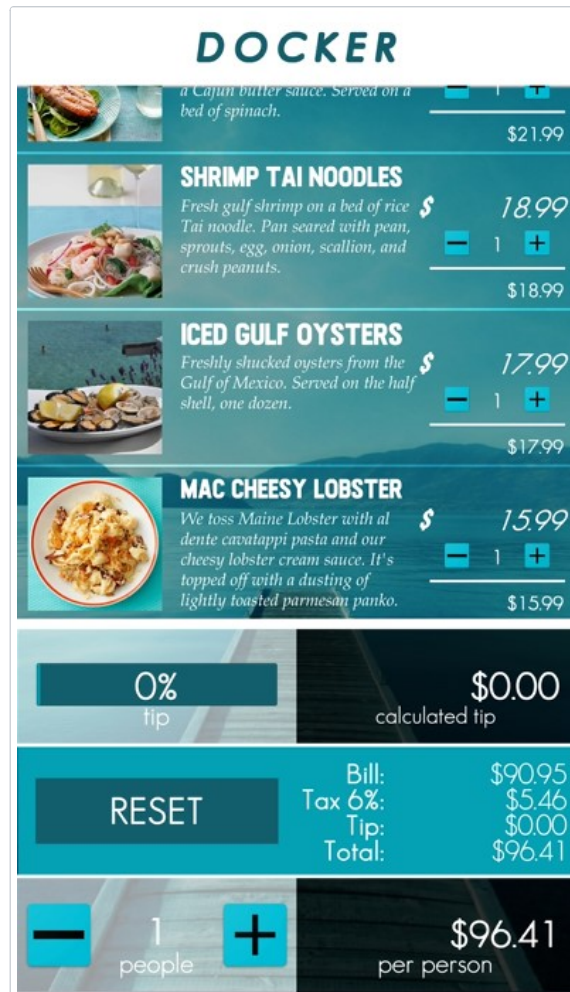 DOCKER
a Cajun butter sauce. Served on a
bed of spinach.
1
$21.99
SHRIMP TAI NOODLES
Fresh gulf shrimp on a bed of rice
Tai noodle. Pan seared with pean,
sprouts, egg, onion, scallion, and
crush peanuts.
$ 18.99
1
$18.99
ICED GULF OYSTERS
Freshly shucked oysters from the
Gulf of Mexico. Served on the half
shell, one dozen.
$ 17.99
1
$17.99
MAC CHEESY LOBSTER
We toss Maine Lobster with al
dente cavatappi pasta and our
cheesy lobster cream sauce. It's
topped off with a dusting of
lightly toasted parmesan panko.
$ 15.99
1
$15.99
0%
tip
$0.00
calculated tip
RESET
Bill: $90.95
Tax 6%: $5.46
Tip: $0.00
Total: $96.41
1
people
$96.41
per person